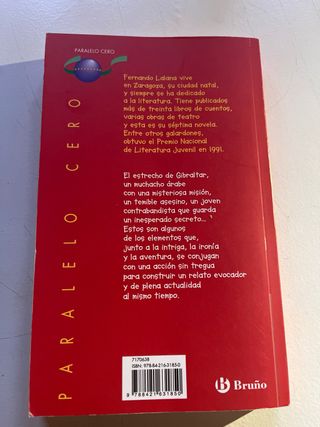 PARALELO CERO
PARALELO CERO
Fernando Lalana vive
en Zaragoza, su ciudad natal,
y siempre se ha dedicado
a la literatura. Tiene publicados
más de treinta libros de cuentos,
varias obras de teatro
y esta es su séptima novela.
Entre otros galardones,
obtuvo el Premio Nacional
de Literatura Juvenil en 1991.
El estrecho de Gibraltar,
un muchacho árabe
con una misteriosa misión,
un temible asesino, un joven
contrabandista que guarda
un inesperado secreto...
Estos son algunos
de los elementos que,
junto a la intriga, la ironía
y la aventura, se conjugan
con una acción sin tregua
para construir un relato evocador
y de plena actualidad
al mismo tiempo.
7170638
ISBN: 978-84-216-3185-0
9 788421 631850
Bruño